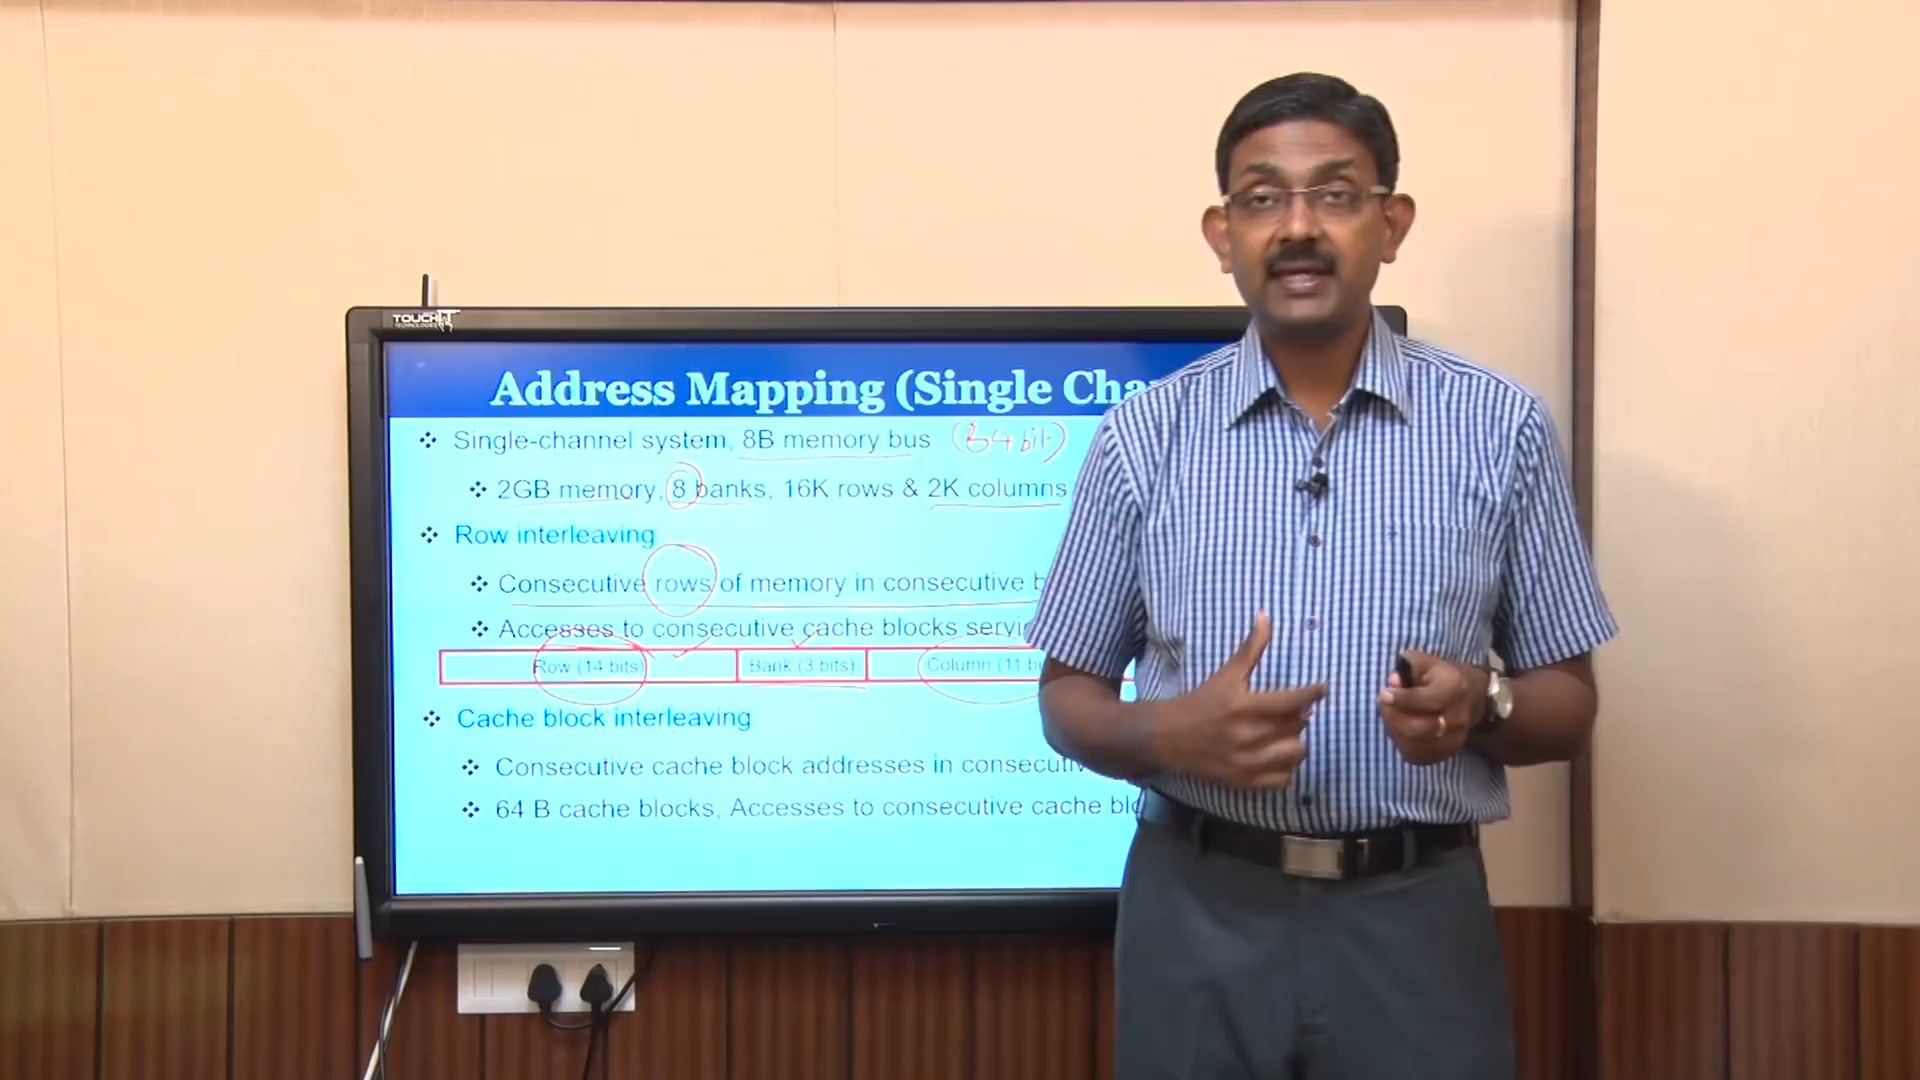 TOUCHIT
TECHNOLOGIES
Address Mapping (Single Cha
Single-channel system, 8B memory bus (64 bit)
2GB memory, 8 banks, 16K rows & 2K columns
Row interleaving
Consecutive rows of memory in consecutive b
Accesses to consecutive cache blocks servi
Row (14 bits) Bank (3 bits) Column (11 bi
Cache block interleaving
Consecutive cache block addresses in consecutiv
64 B cache blocks, Accesses to consecutive cache blo